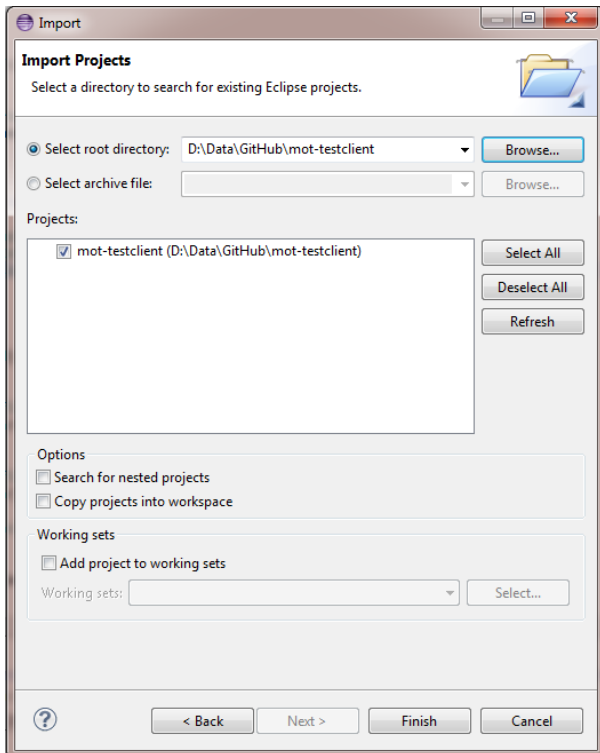 Import
Import Projects
Select a directory to search for existing Eclipse projects.
Select root directory: D:\Data\GitHub\mot-testclient Browse...
Select archive file: Browse...
Projects:
mot-testclient (D:\Data\GitHub\mot-testclient)
Select All
Deselect All
Refresh
Options
Search for nested projects
Copy projects into workspace
Working sets
Add project to working sets
Working sets: Select...
? < Back Next > Finish Cancel